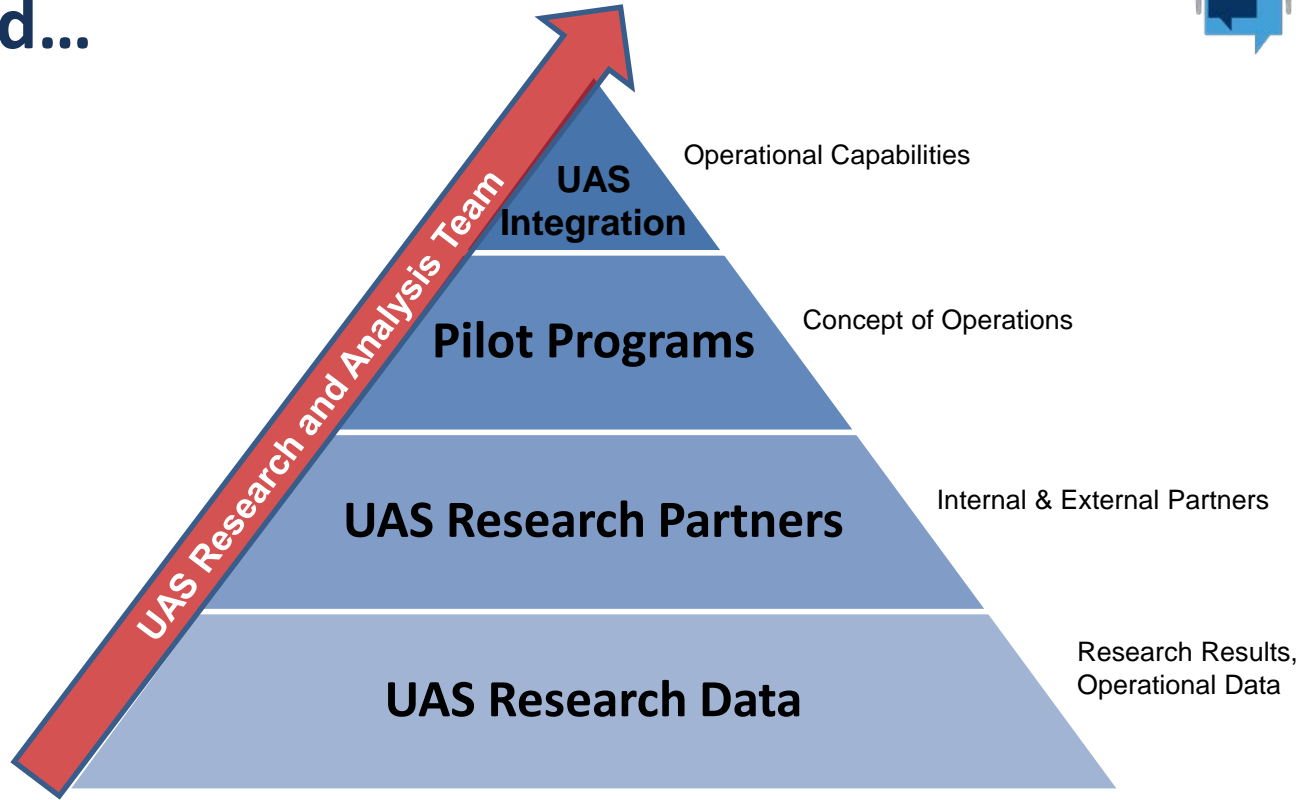 d...
UAS Research and Analysis Team
UAS
Integration
Operational Capabilities
Pilot Programs
Concept of Operations
UAS Research Partners
Internal & External Partners
UAS Research Data
Research Results,
Operational Data